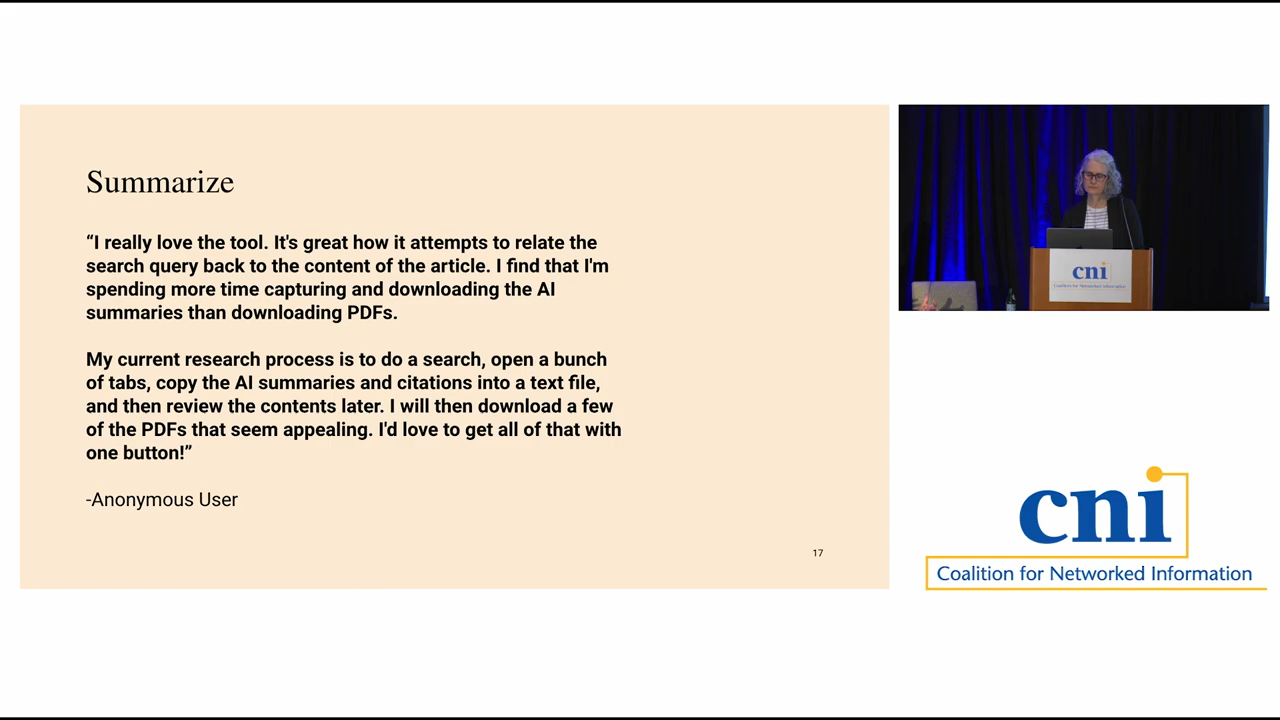 Summarize
“I really love the tool. It's great how it attempts to relate the
search query back to the content of the article. I find that I'm
spending more time capturing and downloading the AI
summaries than downloading PDFs.
My current research process is to do a search, open a bunch
of tabs, copy the AI summaries and citations into a text file,
and then review the contents later. I will then download a few
of the PDFs that seem appealing. I'd love to get all of that with
one button!”
-Anonymous User
17
cni
Coalition for Networked Information
cni
Coalition for Networked Information